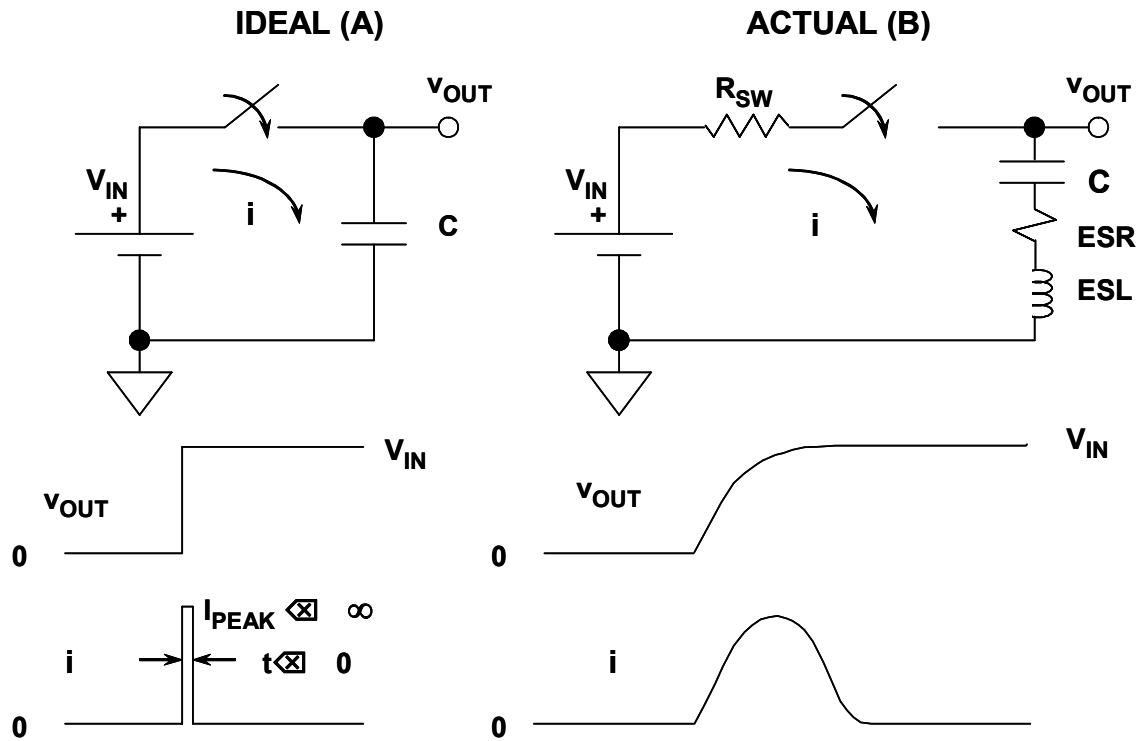 IDEAL (A)
ACTUAL (B)
vOUT
VIN
+
i
C
RSW
vOUT
VIN
+
i
C
ESR
ESL
vOUT
VIN
0
vOUT
VIN
0
IPEAK ⌫ ∞
i
t⌫ 0
0
i
0